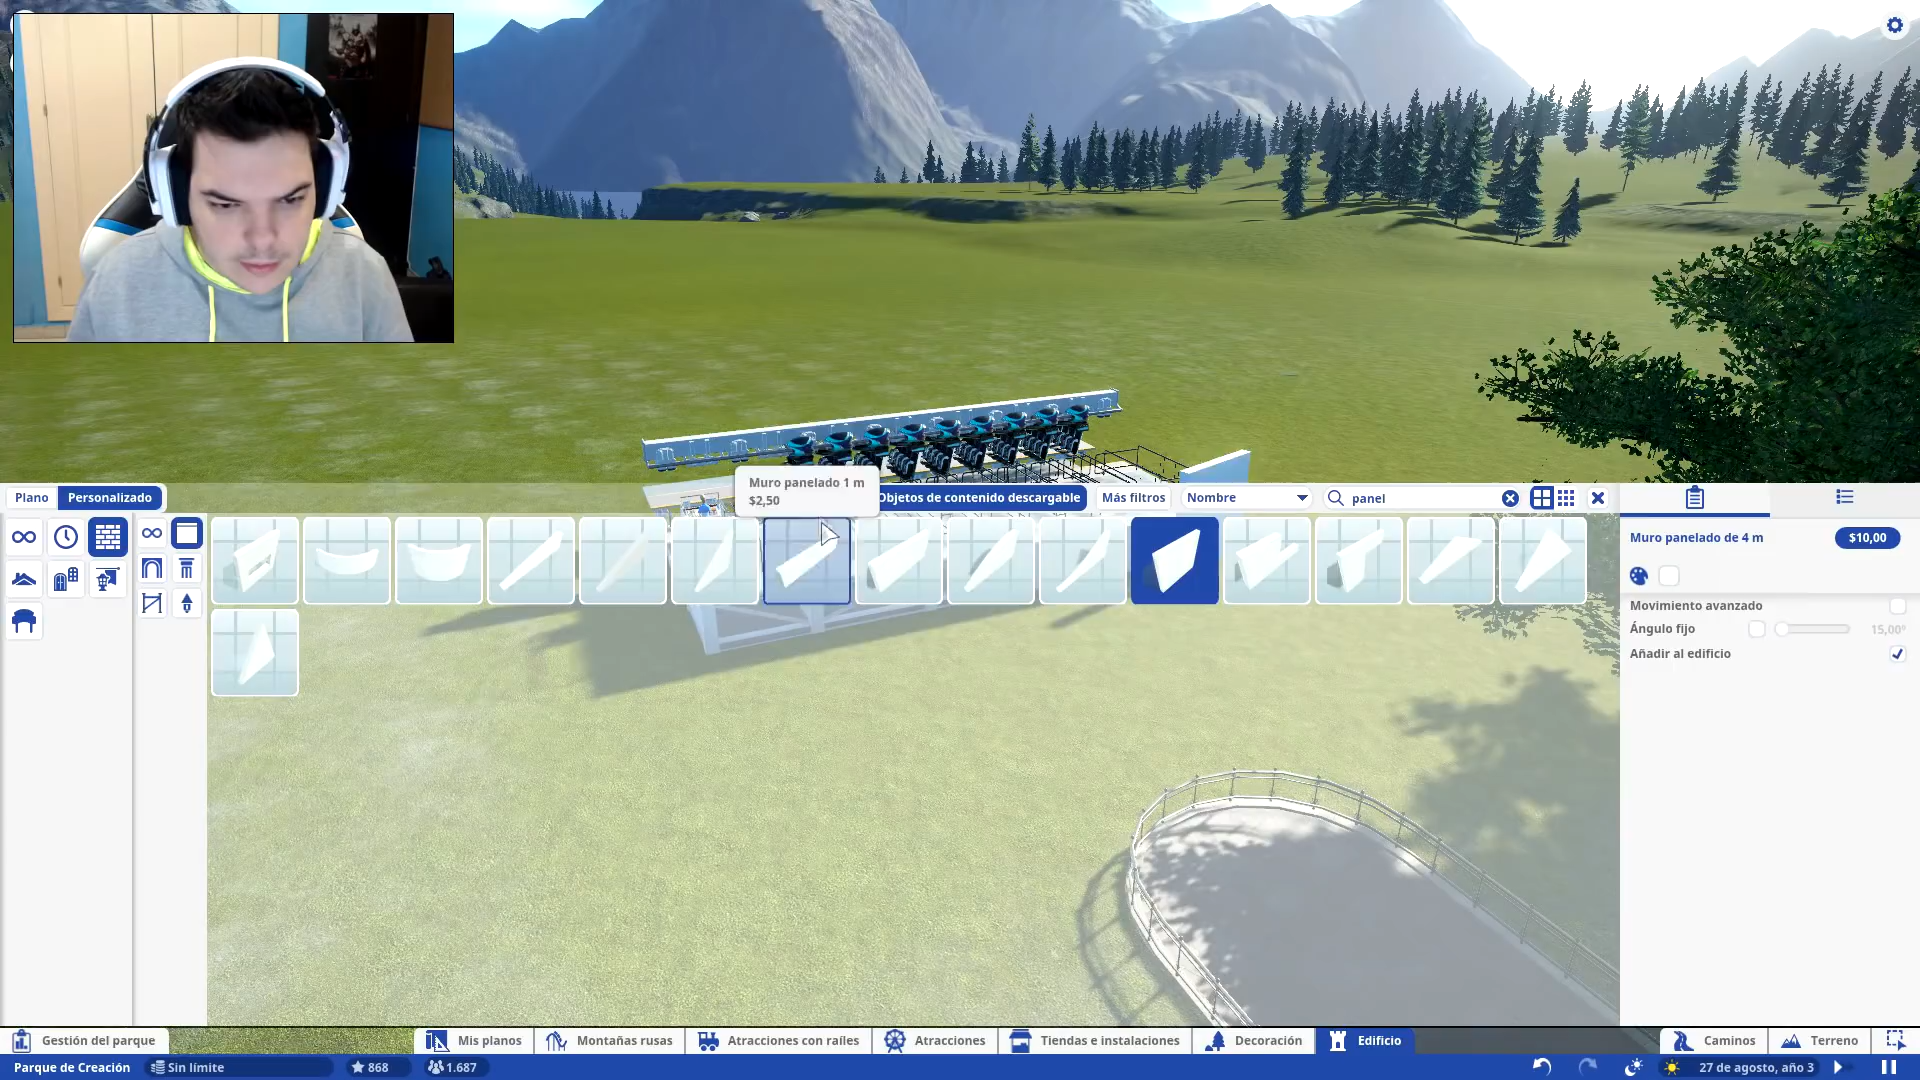 Muro panelado 1 m
$2,50
Plano
Personalizado
Objetos de contenido descargable
Más filtros
Nombre
panel
Muro panelado de 4 m
$10,00
Movimiento avanzado
Ángulo fijo
15,00°
Añadir al edificio
Gestión del parque
Mis planos
Montañas rusas
Atracciones con raíles
Atracciones
Tiendas e instalaciones
Decoración
Edificio
Caminos
Terreno
Parque de Creación
Sin límite
868
1.687
27 de agosto, año 3